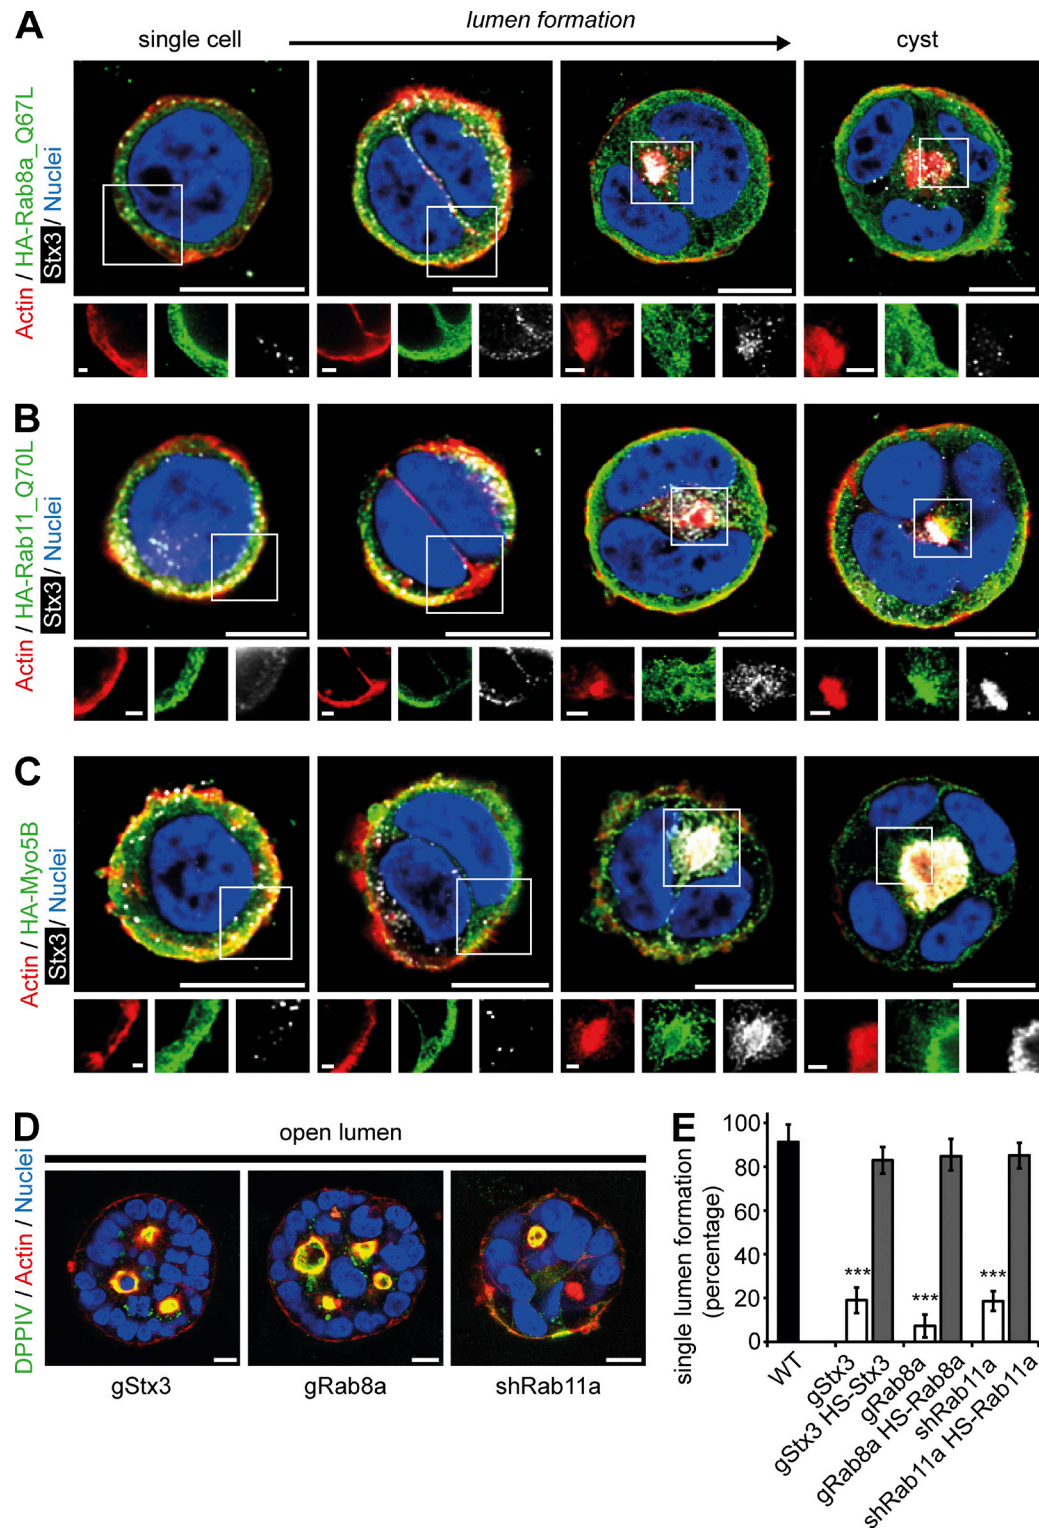 A
lumen formation
single cell
cyst
Actin / HA-Rab8a_Q67L
Stx3 / Nuclei
B
Actin / HA-Rab11_Q70L
Stx3 / Nuclei
C
Actin / HA-Myo5B
Stx3 / Nuclei
D
open lumen
DPPIV / Actin / Nuclei
gStx3
gRab8a
shRab11a
E
single lumen formation
(percentage)
100
80
60
40
20
0
***
***
***
WT
gStx3
gStx3 HS-Stx3
gRab8a
gRab8a HS-Rab8a
shRab11a
shRab11a HS-Rab11a